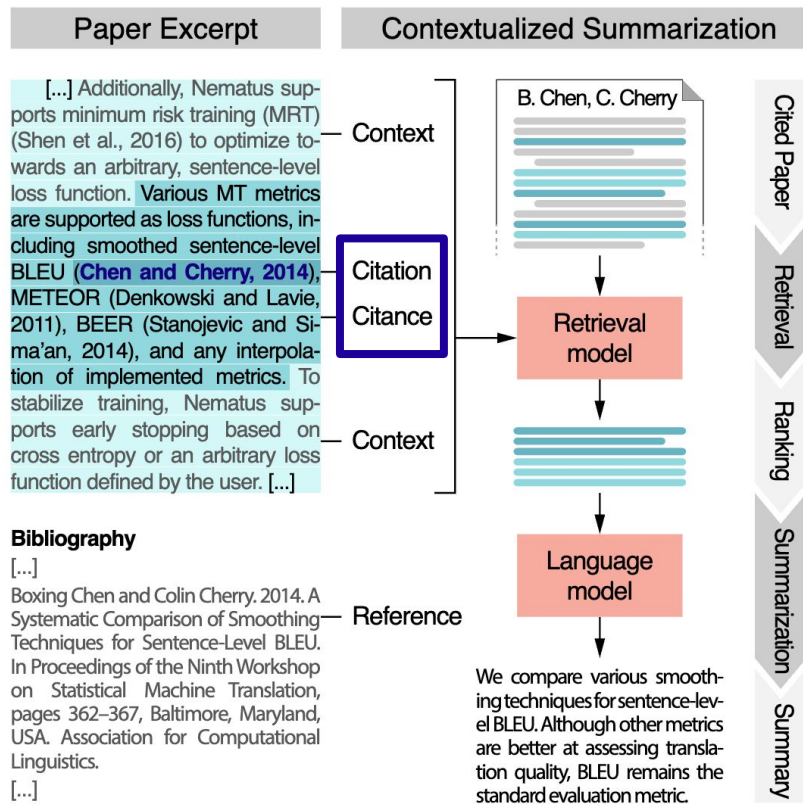 Paper Excerpt
[...] Additionally, Nematus sup-
ports minimum risk training (MRT)
(Shen et al., 2016) to optimize to-
wards an arbitrary, sentence-level
loss function. Various MT metrics
are supported as loss functions, in-
cluding smoothed sentence-level
BLEU (Chen and Cherry, 2014),
METEOR (Denkowski and Lavie,
2011), BEER (Stanojevic and Si-
ma'an, 2014), and any interpola-
tion of implemented metrics. To
stabilize training, Nematus sup-
ports early stopping based on
cross entropy or an arbitrary loss
function defined by the user. [...]
Context
Citation
Citance
Context
Bibliography
[...]
Boxing Chen and Colin Cherry. 2014. A
Systematic Comparison of Smoothing
Techniques for Sentence-Level BLEU.
In Proceedings of the Ninth Workshop
on Statistical Machine Translation,
pages 362–367, Baltimore, Maryland,
USA. Association for Computational
Linguistics.
[...]
Reference
Contextualized Summarization
B. Chen, C. Cherry
Retrieval
model
Language
model
We compare various smooth-
ing techniques for sentence-lev-
el BLEU. Although other metrics
are better at assessing transla-
tion quality, BLEU remains the
standard evaluation metric.
Cited Paper
Retrieval
Ranking
Summarization
Summary